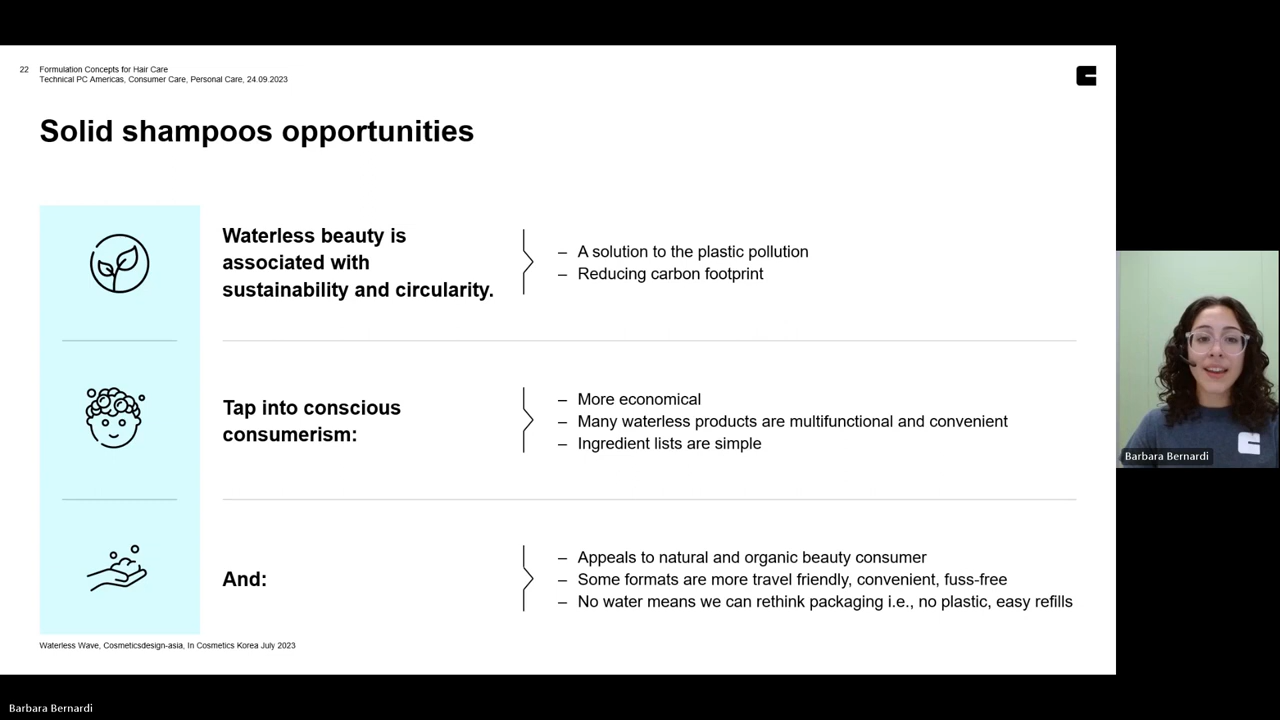 22 Formulation Concepts for Hair Care
Technical PC Americas, Consumer Care, Personal Care, 24.09.2023
Solid shampoos opportunities
Waterless beauty is
associated with
sustainability and circularity.
– A solution to the plastic pollution
– Reducing carbon footprint
Tap into conscious
consumerism:
– More economical
– Many waterless products are multifunctional and convenient
– Ingredient lists are simple
And:
– Appeals to natural and organic beauty consumer
– Some formats are more travel friendly, convenient, fuss-free
– No water means we can rethink packaging i.e., no plastic, easy refills
Waterless Wave, Cosmeticsdesign-asia, In Cosmetics Korea July 2023
Barbara Bernardi
Barbara Bernardi